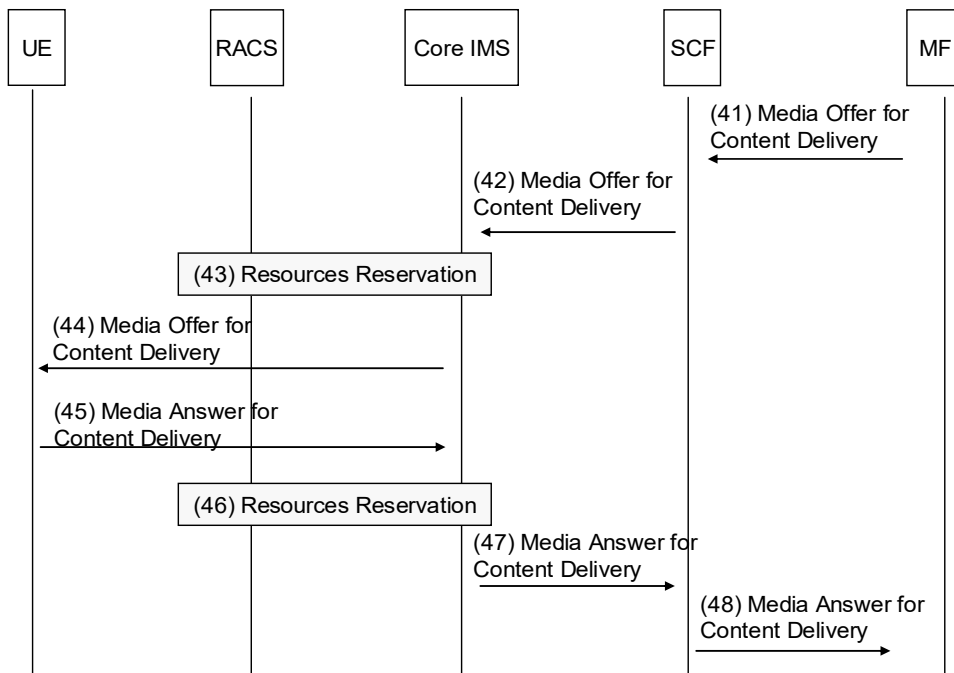 UE
RACS
Core IMS
SCF
MF
(41) Media Offer for
Content Delivery
(42) Media Offer for
Content Delivery
(43) Resources Reservation
(44) Media Offer for
Content Delivery
(45) Media Answer for
Content Delivery
(46) Resources Reservation
(47) Media Answer for
Content Delivery
(48) Media Answer for
Content Delivery